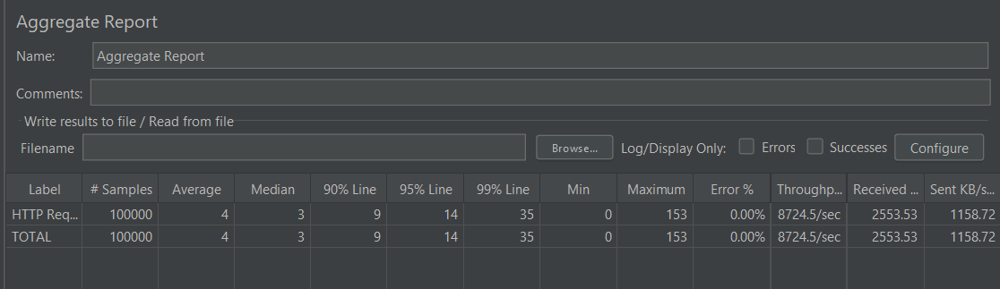 Aggregate Report
Name: Aggregate Report
Comments:
Write results to file / Read from file
Filename Browse... Log/Display Only: Errors Successes Configure
Label # Samples Average Median 90% Line 95% Line 99% Line Min Maximum Error % Throughp... Received ... Sent KB/s...
HTTP Req... 100000 4 3 9 14 35 0 153 0.00% 8724.5/sec 2553.53 1158.72
TOTAL 100000 4 3 9 14 35 0 153 0.00% 8724.5/sec 2553.53 1158.72